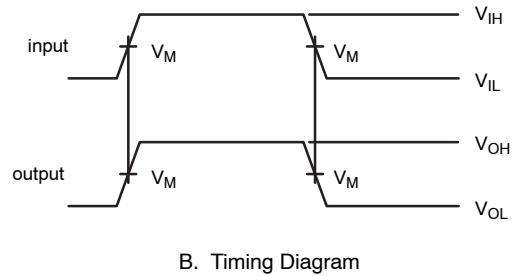 V_IH
input
V_M V_M
V_IL
V_OH
output
V_M V_M
V_OL
B. Timing Diagram